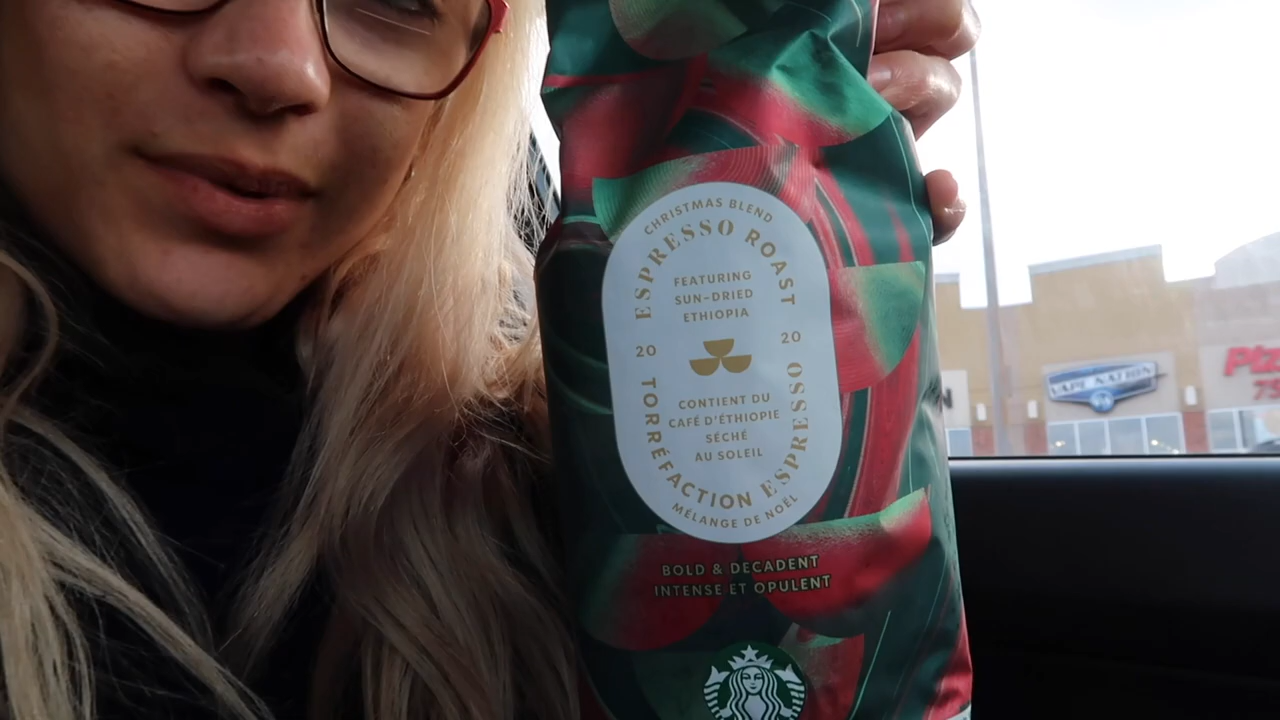 CHRISTMAS BLEND
ESPRESSO ROAST
FEATURING
SUN-DRIED
ETHIOPIA
20 20
CONTIENT DU
CAFÉ D'ÉTHIOPIE
SÉCHÉ
AU SOLEIL
TORRÉFACTION ESPRESSO
MÉLANGE DE NOËL
BOLD & DECADENT
INTENSE ET OPULENT
VAPE NATION